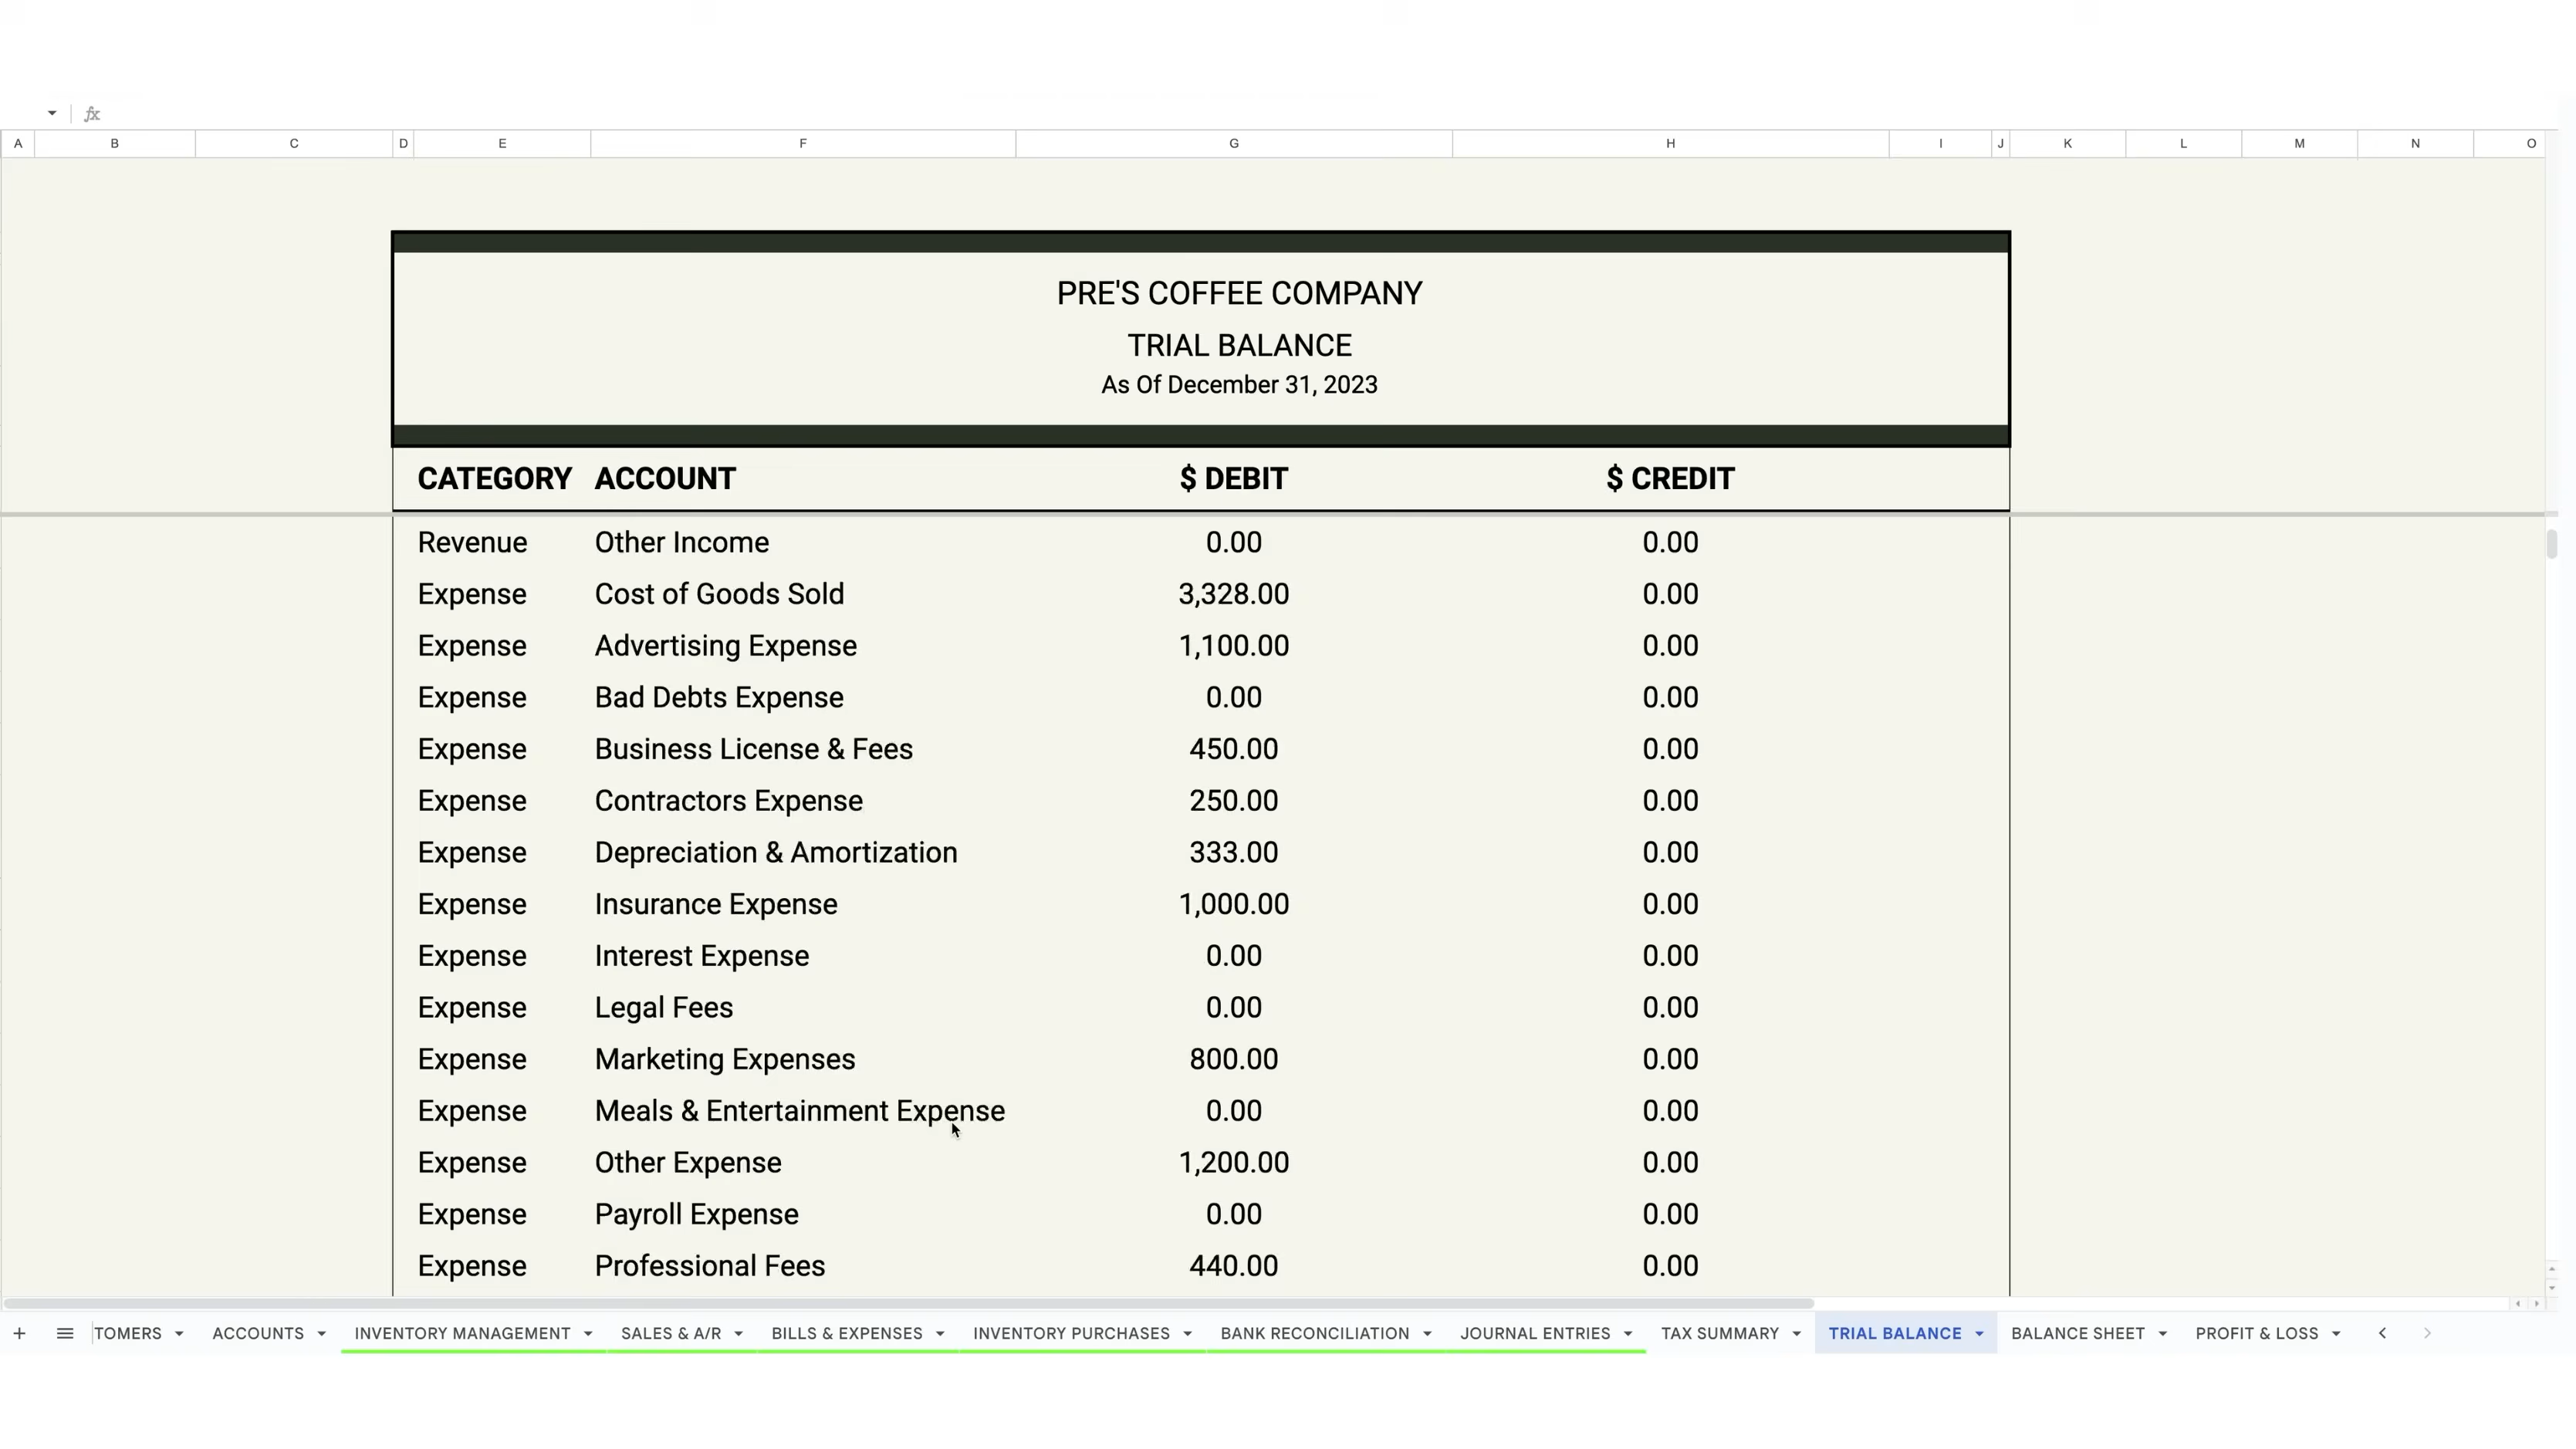 fx
A B C D E F G H I J K L M N O
PRE'S COFFEE COMPANY
TRIAL BALANCE
As Of December 31, 2023
CATEGORY ACCOUNT $ DEBIT $ CREDIT
Revenue Other Income 0.00 0.00
Expense Cost of Goods Sold 3,328.00 0.00
Expense Advertising Expense 1,100.00 0.00
Expense Bad Debts Expense 0.00 0.00
Expense Business License & Fees 450.00 0.00
Expense Contractors Expense 250.00 0.00
Expense Depreciation & Amortization 333.00 0.00
Expense Insurance Expense 1,000.00 0.00
Expense Interest Expense 0.00 0.00
Expense Legal Fees 0.00 0.00
Expense Marketing Expenses 800.00 0.00
Expense Meals & Entertainment Expense 0.00 0.00
Expense Other Expense 1,200.00 0.00
Expense Payroll Expense 0.00 0.00
Expense Professional Fees 440.00 0.00
TOMERS ACCOUNTS INVENTORY MANAGEMENT SALES & A/R BILLS & EXPENSES INVENTORY PURCHASES BANK RECONCILIATION JOURNAL ENTRIES TAX SUMMARY TRIAL BALANCE BALANCE SHEET PROFIT & LOSS